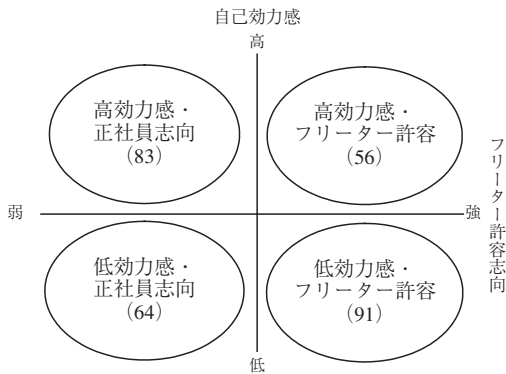 自己効力感
高
高効力感・
正社員志向
（83）
高効力感・
フリーター許容
（56）
弱
強
フリーター許容志向
低効力感・
正社員志向
（64）
低効力感・
フリーター許容
（91）
低